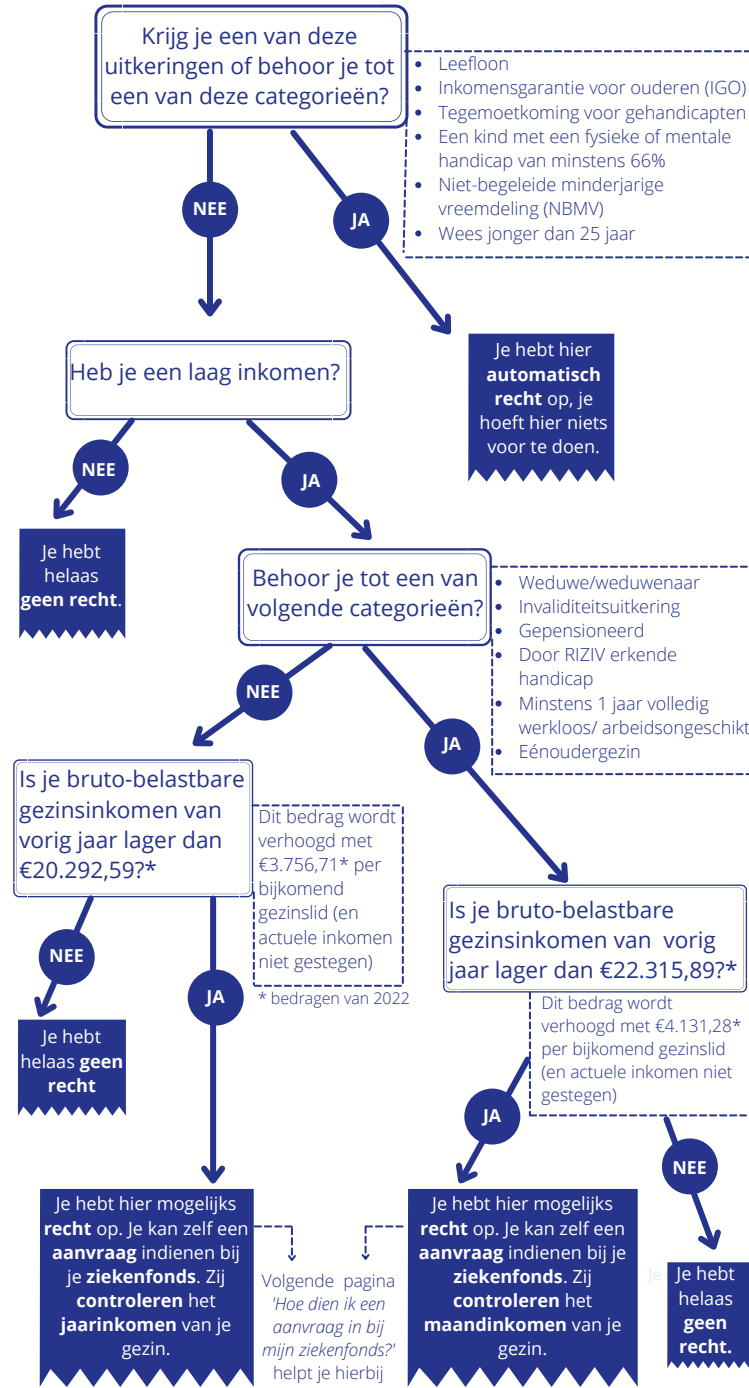 Krijg je een van deze
uitkeringen of behoor je tot
een van deze categorieën?
• Leefloon
• Inkomensgarantie voor ouderen (IGO)
• Tegemoetkoming voor gehandicapten
• Een kind met een fysieke of mentale
handicap van minstens 66%
• Niet-begeleide minderjarige
vreemdeling (NBMV)
• Wees jonger dan 25 jaar
NEE
JA
Je hebt hier
automatisch
recht op, je
hoeft hier niets
voor te doen.
Heb je een laag inkomen?
NEE
JA
Je hebt
helaas
geen recht.
Behoor je tot een van
volgende categorieën?
• Weduwe/weduwenaar
• Invaliditeitsuitkering
• Gepensioneerd
• Door RIZIV erkende
handicap
• Minstens 1 jaar volledig
werkloos/ arbeidsongeschikt
• Eénoudergezin
NEE
JA
Is je bruto-belastbare
gezinsinkomen van
vorig jaar lager dan
€20.292,59?*
Dit bedrag wordt
verhoogd met
€3.756,71* per
bijkomend
gezinslid (en
actuele inkomen
niet gestegen)
* bedragen van 2022
NEE
JA
Je hebt
helaas geen
recht
Is je bruto-belastbare
gezinsinkomen van vorig
jaar lager dan €22.315,89?*
Dit bedrag wordt
verhoogd met €4.131,28*
per bijkomend gezinslid
(en actuele inkomen niet
gestegen)
JA
NEE
Je hebt hier mogelijks
recht op. Je kan zelf een
aanvraag indienen bij
je ziekenfonds. Zij
controleren het
jaarinkomen van je
gezin.
Volgende pagina
'Hoe dien ik een
aanvraag in bij
mijn ziekenfonds?'
helpt je hierbij
Je hebt hier mogelijks
recht op. Je kan zelf een
aanvraag indienen bij je
ziekenfonds. Zij
controleren het
maandinkomen van je
gezin.
Je
Je hebt
helaas
geen
recht.